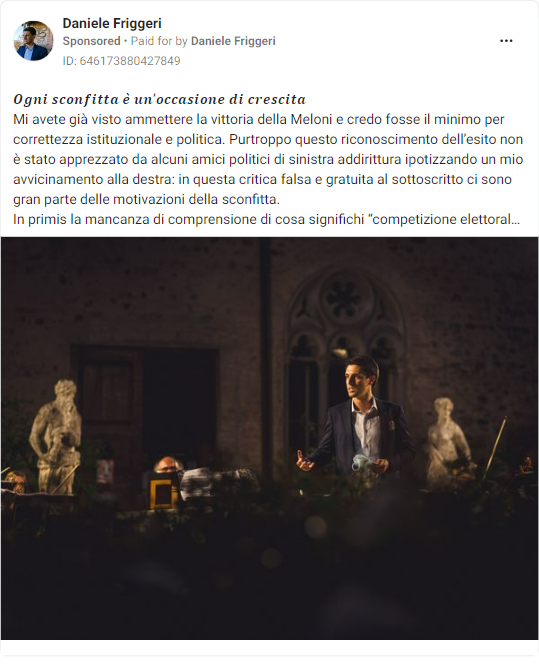 Daniele Friggeri
Sponsored • Paid for by Daniele Friggeri
ID: 646173880427849
Ogni sconfitta è un'occasione di crescita
Mi avete già visto ammettere la vittoria della Meloni e credo fosse il minimo per
correttezza istituzionale e politica. Purtroppo questo riconoscimento dell’esito non
è stato apprezzato da alcuni amici politici di sinistra addirittura ipotizzando un mio
avvicinamento alla destra: in questa critica falsa e gratuita al sottoscritto ci sono
gran parte delle motivazioni della sconfitta.
In primis la mancanza di comprensione di cosa significhi “competizione elettoral...